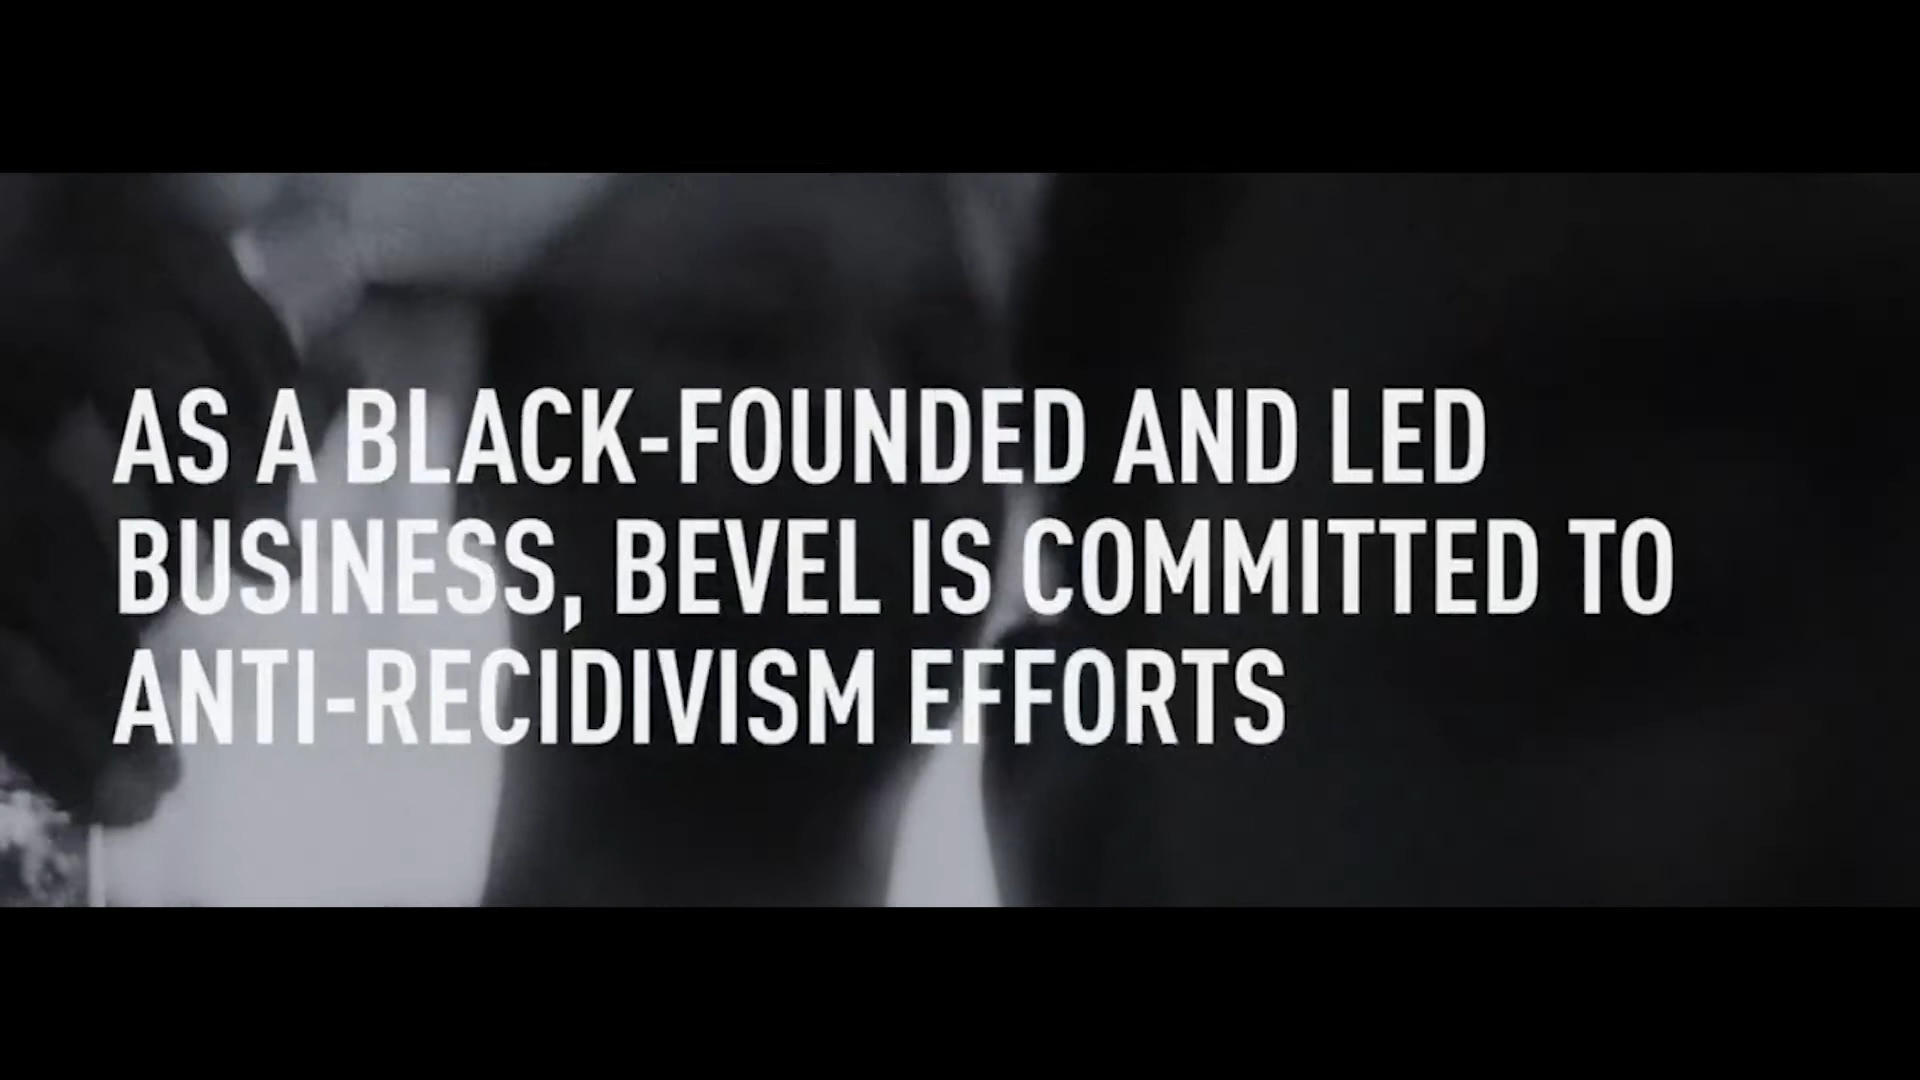 AS A BLACK-FOUNDED AND LED
BUSINESS, BEVEL IS COMMITTED TO
ANTI-RECIDIVISM EFFORTS